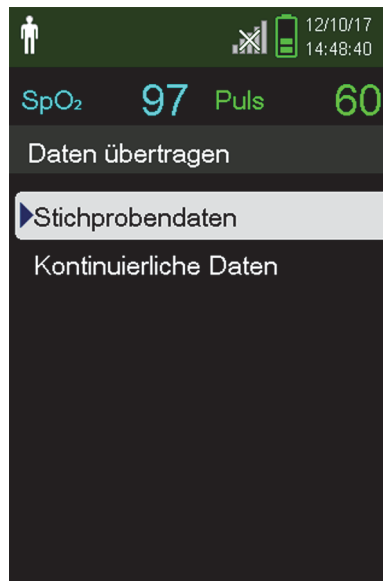 12/10/17
14:48:40
SpO₂ 97 Puls 60
Daten übertragen
Stichprobendaten
Kontinuierliche Daten